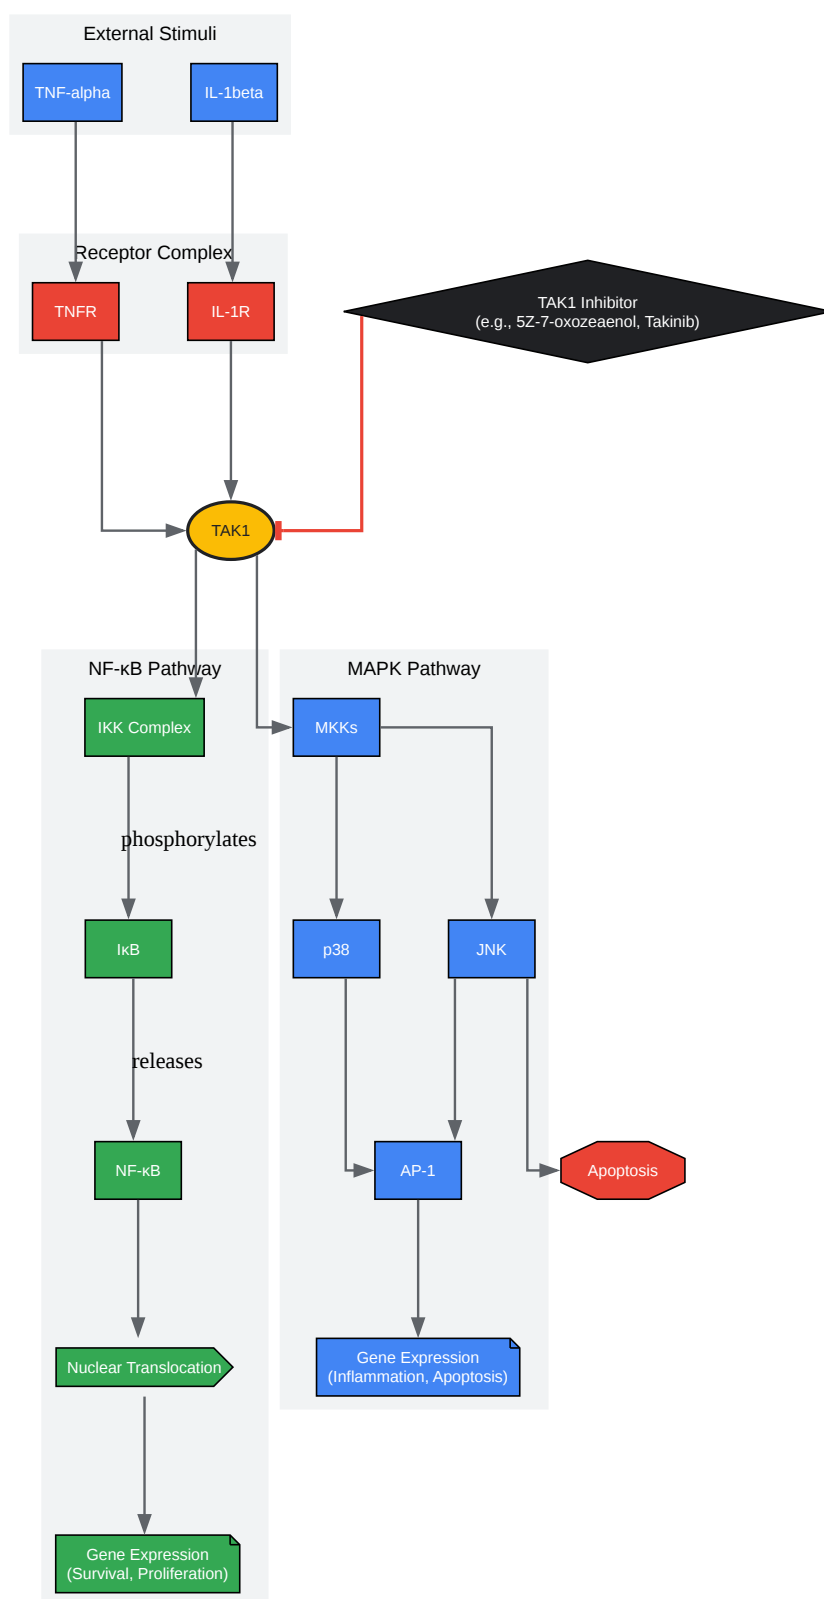 External Stimuli
TNF-alpha
IL-1beta
Receptor Complex
TNFR
IL-1R
TAK1 Inhibitor
(e.g., 5Z-7-oxozeaenol, Takinib)
TAK1
NF-κB Pathway
MAPK Pathway
IKK Complex
MKKs
phosphorylates
IκB
p38
JNK
releases
NF-κB
AP-1
Apoptosis
Nuclear Translocation
Gene Expression
(Inflammation, Apoptosis)
Gene Expression
(Survival, Proliferation)